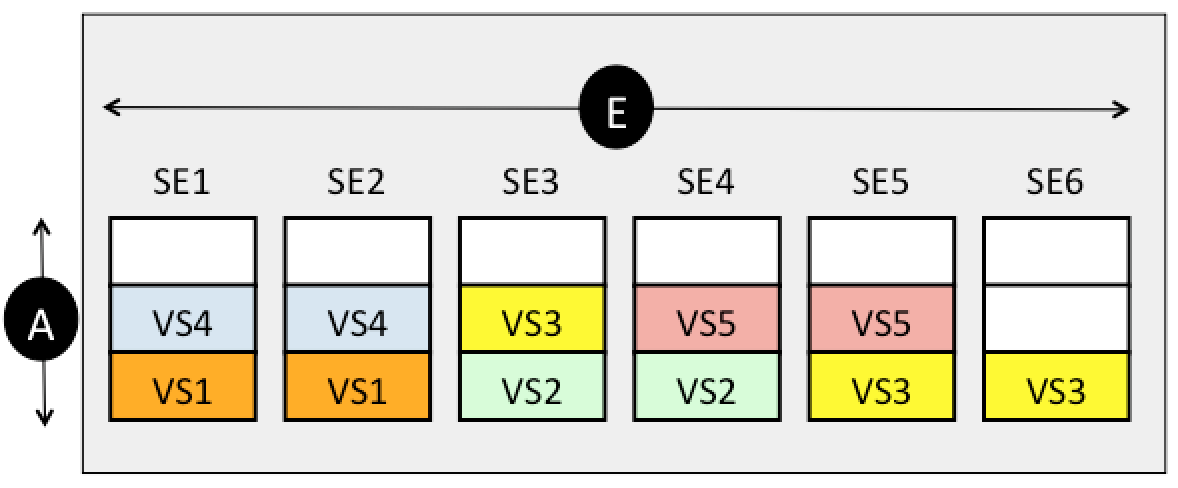 E
SE1 SE2 SE3 SE4 SE5 SE6
A
VS4 VS4 VS3 VS5 VS5
VS1 VS1 VS2 VS2 VS3 VS3